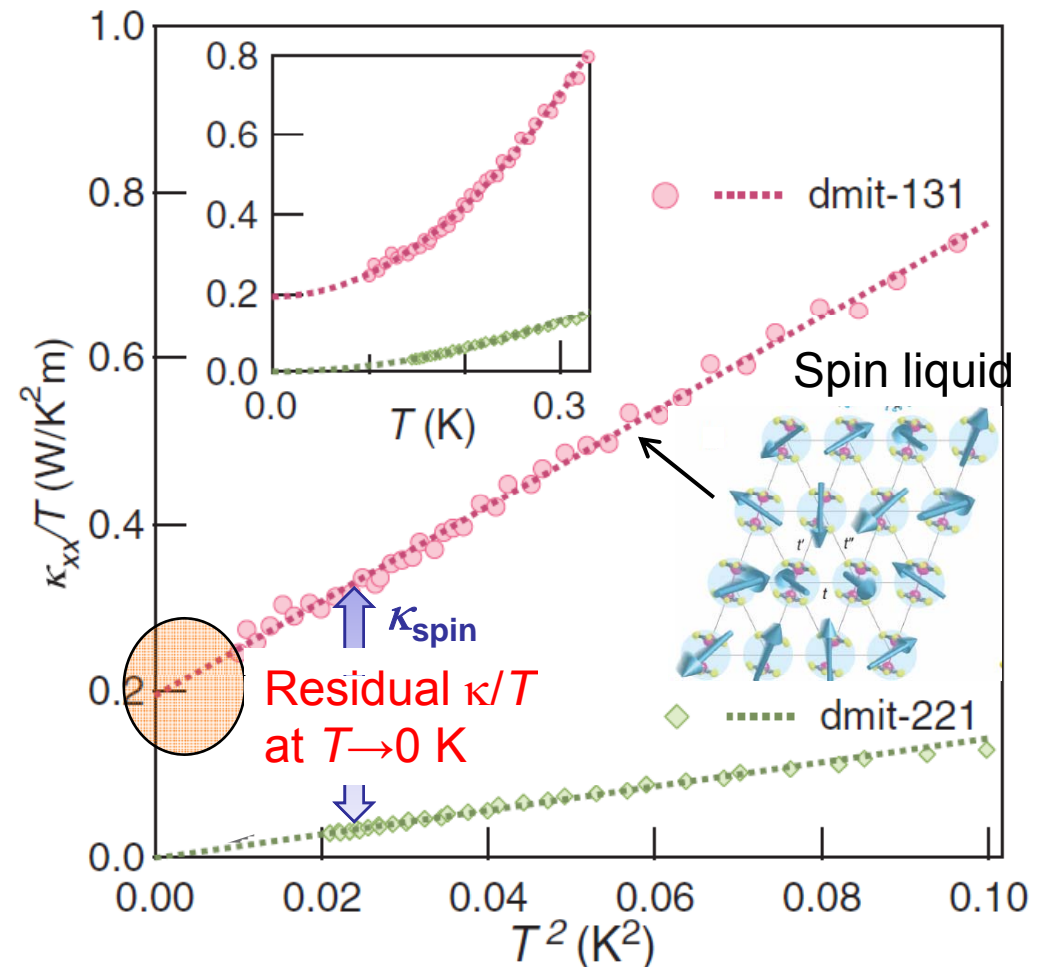 1.0
0.8
0.6
0.4
0.2
0.0
0.00
0.02
0.04
0.06
0.08
0.10
κxx/T (W/K²m)
T² (K²)
0.8
0.6
0.4
0.2
0.0
0.0
0.3
T (K)
dmit-131
Spin liquid
t' t''
t
κspin
Residual κ/T
at T→0 K
dmit-221